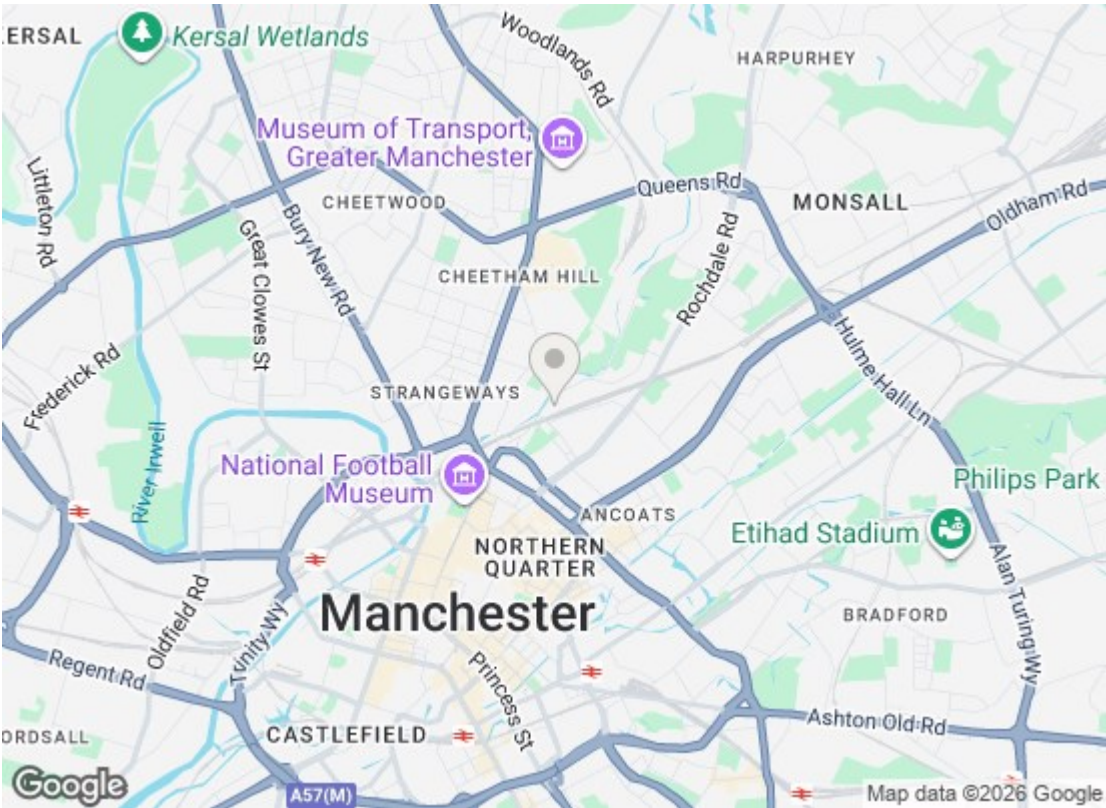 ERSAL
Kersal Wetlands
Woodlands Rd
HARPURHEY
Museum of Transport,
Greater Manchester
Littleton Rd
CHEETWOOD
Queens Rd
MONSALL
Oldham Rd
Bury New Rd
Great Clowes St
CHEETHAM HILL
Rochdale Rd
Frederick Rd
STRANGEWAYS
Hulme Hall Ln
River Irwell
National Football
Museum
Philips Park
ANCOATS
Etihad Stadium
NORTHERN
QUARTER
Manchester
Oldfield Rd
Trinity Wy
BRADFORD
Alan Turing Wy
Regent Rd
Princess St
ORDSALL
CASTLEFIELD
Ashton Old Rd
Google
A57(M)
Map data ©2026 Google